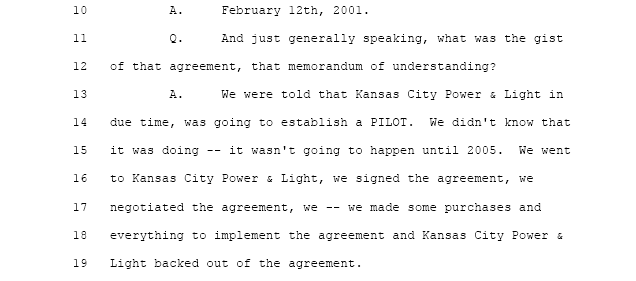 10 A. February 12th, 2001.
11 Q. And just generally speaking, what was the gist
12 of that agreement, that memorandum of understanding?
13 A. We were told that Kansas City Power & Light in
14 due time, was going to establish a PILOT. We didn't know that
15 it was doing -- it wasn't going to happen until 2005. We went
16 to Kansas City Power & Light, we signed the agreement, we
17 negotiated the agreement, we -- we made some purchases and
18 everything to implement the agreement and Kansas City Power &
19 Light backed out of the agreement.